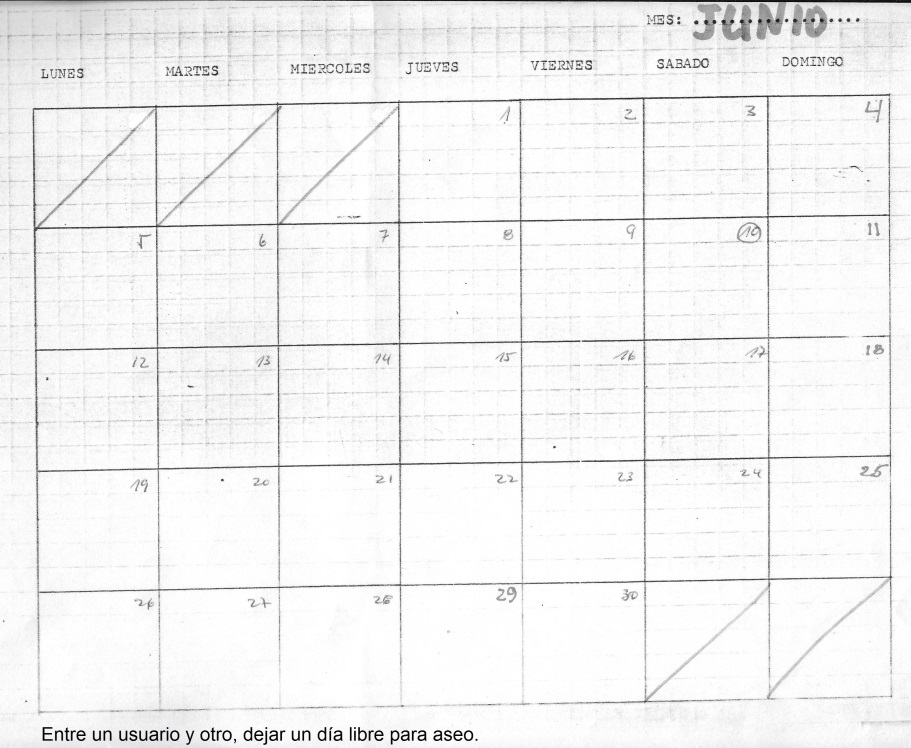 MES: JUNIO
LUNES MARTES MIERCOLES JUEVES VIERNES SABADO DOMINGO
1 2 3 4
5 6 7 8 9 10 11
12 13 14 15 16 17 18
19 20 21 22 23 24 25
26 27 28 29 30
Entre un usuario y otro, dejar un día libre para aseo.